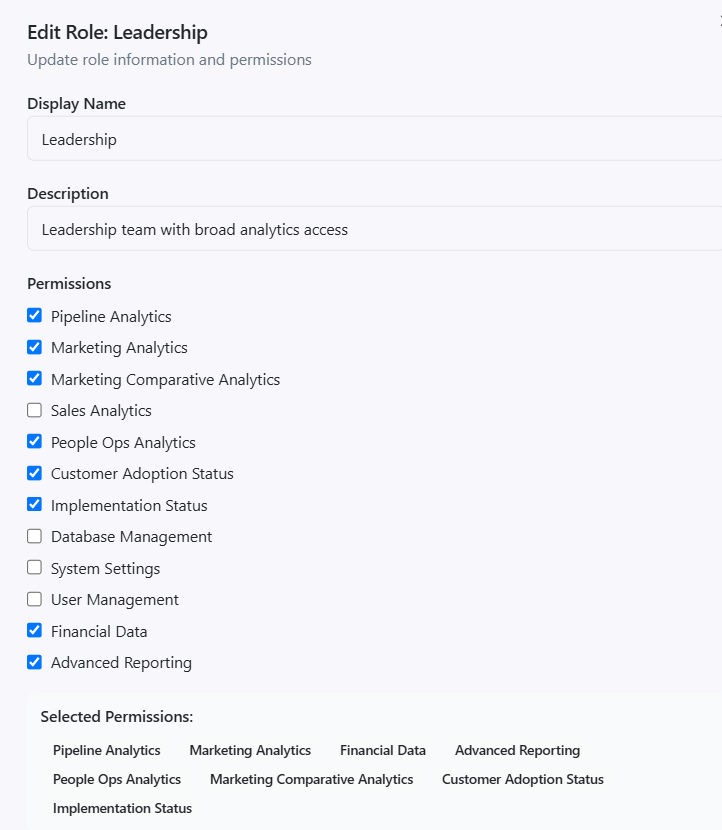 Edit Role: Leadership
Update role information and permissions
Display Name
Leadership
Description
Leadership team with broad analytics access
Permissions
Pipeline Analytics
Marketing Analytics
Marketing Comparative Analytics
Sales Analytics
People Ops Analytics
Customer Adoption Status
Implementation Status
Database Management
System Settings
User Management
Financial Data
Advanced Reporting
Selected Permissions:
Pipeline Analytics Marketing Analytics Financial Data Advanced Reporting
People Ops Analytics Marketing Comparative Analytics Customer Adoption Status
Implementation Status